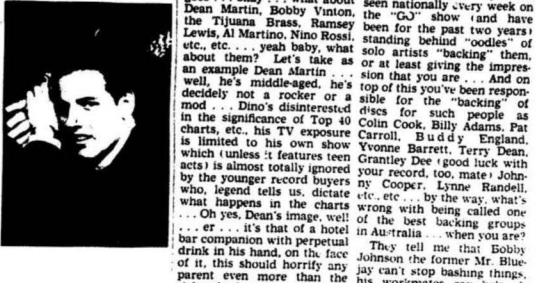 Dean Martin, Bobby Vinton,
the Tijuana Brass, Ramsey
Lewis, Al Martino, Nino Rossi,
etc., etc. . . . yeah baby, what
about them? Let's take as
an example Dean Martin . . .
well, he's middle-aged, he's
decidely not a rocker or a
mod . . . Dino's disinterested
in the significance of Top 40
charts, etc., his TV exposure
is limited to his own show
which (unless it features teen
acts) is almost totally ignored
by the younger record buyers
who, legend tells us, dictate
what happens in the charts
. . . Oh yes, Dean's image, well
. . . er . . . it's that of a hotel
bar companion with perpetual
drink in his hand, on the face
of it, this should horrify any
parent even more than the
seen nationally every week on
the "GO" show (and have
been for the past two years)
standing behind "oodles" of
solo artists "backing" them,
or at least giving the impres-
sion that you are . . . And on
top of this you've been respon-
sible for the "backing" of
discs for such people as
Colin Cook, Billy Adams, Pat
Carroll, Buddy England,
Yvonne Barrett, Terry Dean,
Grantley Dee (good luck with
your record, too, mate) John-
ny Cooper, Lynne Randell,
etc., etc . . . by the way, what's
wrong with being called one
of the best backing groups
in Australia . . . when you are?
They tell me that Bobby
Johnson the former Mr. Blue-
jay can't stop bashing things,
his